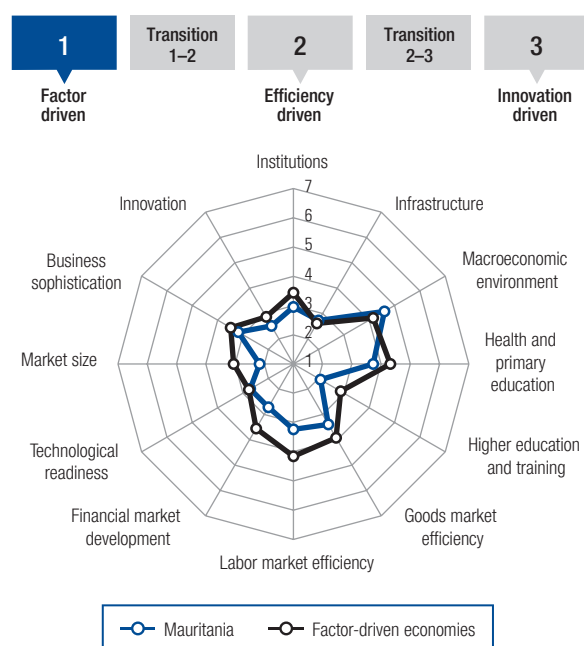 1
Transition
1–2
2
Transition
2–3
3
Factor
driven
Efficiency
driven
Innovation
driven
Institutions
Infrastructure
Macroeconomic
environment
Health and
primary
education
Higher education
and training
Goods market
efficiency
Labor market efficiency
Financial market
development
Technological
readiness
Market size
Business
sophistication
Innovation
7
6
5
4
3
2
1
Mauritania
Factor-driven economies